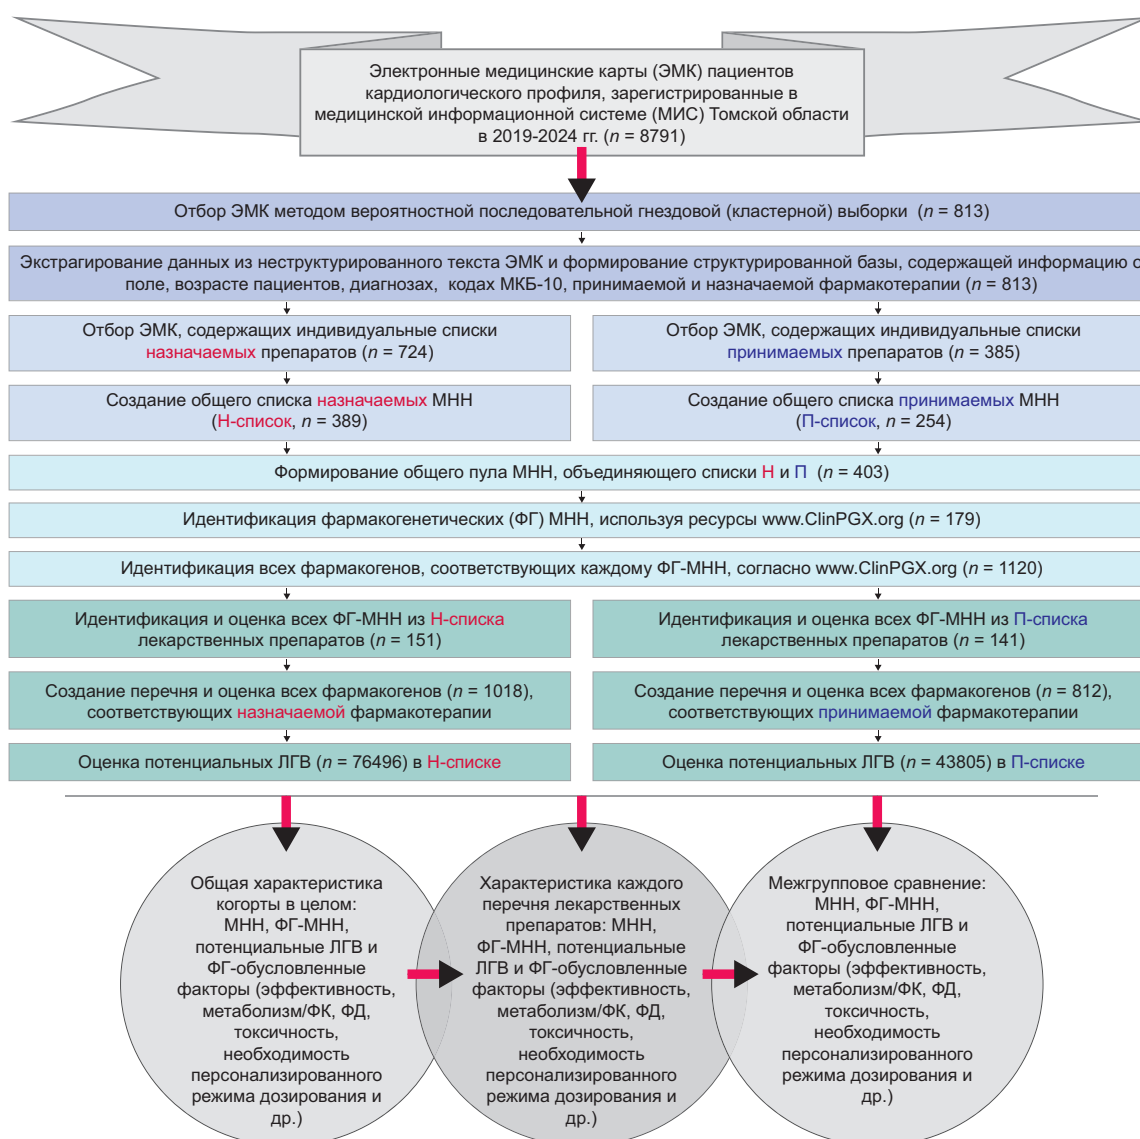 Электронные медицинские карты (ЭМК) пациентов
кардиологического профиля, зарегистрированные в
медицинской информационной системе (МИС) Томской области
в 2019-2024 гг. (n = 8791)
Отбор ЭМК методом вероятностной последовательной гнездовой (кластерной) выборки (n = 813)
Экстрагирование данных из неструктурированного текста ЭМК и формирование структурированной базы, содержащей информацию о
поле, возрасте пациентов, диагнозах, кодах МКБ-10, принимаемой и назначаемой фармакотерапии (n = 813)
Отбор ЭМК, содержащих индивидуальные списки
назначаемых препаратов (n = 724)
Отбор ЭМК, содержащих индивидуальные списки
принимаемых препаратов (n = 385)
Создание общего списка назначаемых МНН
(Н-список, n = 389)
Создание общего списка принимаемых МНН
(П-список, n = 254)
Формирование общего пула МНН, объединяющего списки Н и П (n = 403)
Идентификация фармакогенетических (ФГ) МНН, используя ресурсы www.ClinPGX.org (n = 179)
Идентификация всех фармакогенов, соответствующих каждому ФГ-МНН, согласно www.ClinPGX.org (n = 1120)
Идентификация и оценка всех ФГ-МНН из Н-списка
лекарственных препаратов (n = 151)
Идентификация и оценка всех ФГ-МНН из П-списка
лекарственных препаратов (n = 141)
Создание перечня и оценка всех фармакогенов (n = 1018),
соответствующих назначаемой фармакотерапии
Создание перечня и оценка всех фармакогенов (n = 812),
соответствующих принимаемой фармакотерапии
Оценка потенциальных ЛГВ (n = 76496) в Н-списке
Оценка потенциальных ЛГВ (n = 43805) в П-списке
Общая характеристика
когорты в целом:
МНН, ФГ-МНН,
потенциальные ЛГВ и
ФГ-обусловленные
факторы (эффективность,
метаболизм/ФК, ФД,
токсичность,
необходимость
персонализированного
режима дозирования и
др.)
Характеристика каждого
перечня лекарственных
препаратов: МНН,
ФГ-МНН, потенциальные
ЛГВ и ФГ-обусловленные
факторы (эффективность,
метаболизм/ФК, ФД,
токсичность,
необходимость
персонализированного
режима дозирования и
др.)
Межгрупповое сравнение:
МНН, ФГ-МНН,
потенциальные ЛГВ и
ФГ-обусловленные
факторы (эффективность,
метаболизм/ФК, ФД,
токсичность,
необходимость
персонализированного
режима дозирования и
др.)